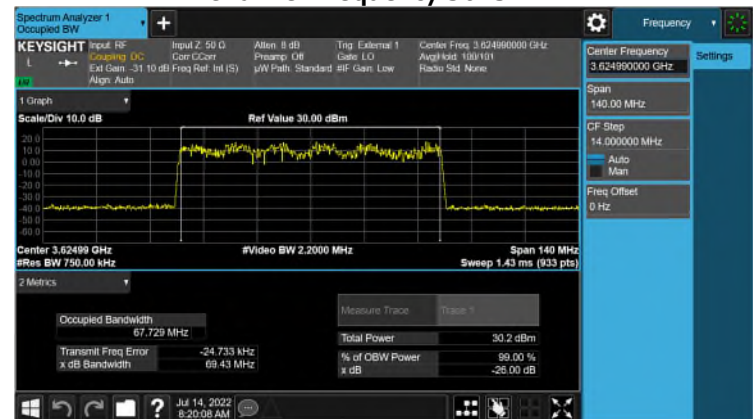 Spectrum Analyzer 1
Occupied BW
+
Frequency
KEYSIGHT
L
Input: RF
Coupling: DC
Ext Gain: -31.10 dB
Align: Auto
Input Z: 50 Ω
Corr CCorr
Freq Ref: Int (S)
Atten: 8 dB
Preamp: Off
µW Path: Standard
Trig: External 1
Gate: LO
#IF Gain: Low
Center Freq: 3.624990000 GHz
Avg|Hold: 100/101
Radio Std: None
Center Frequency
3.624990000 GHz
Settings
Span
140.00 MHz
CF Step
14.000000 MHz
Auto
Man
Freq Offset
0 Hz
1 Graph
Scale/Div 10.0 dB
Ref Value 30.00 dBm
20.0
10.0
0.00
-10.0
-20.0
-30.0
-40.0
-50.0
-60.0
Center 3.62499 GHz
#Video BW 2.2000 MHz
Span 140 MHz
#Res BW 750.00 kHz
Sweep 1.43 ms (933 pts)
2 Metrics
Measure Trace
Trace 1
Occupied Bandwidth
67.729 MHz
Total Power
30.2 dBm
Transmit Freq Error
-24.733 kHz
% of OBW Power
99.00 %
x dB Bandwidth
69.43 MHz
x dB
-26.00 dB
?
Jul 14, 2022
8:20:08 AM